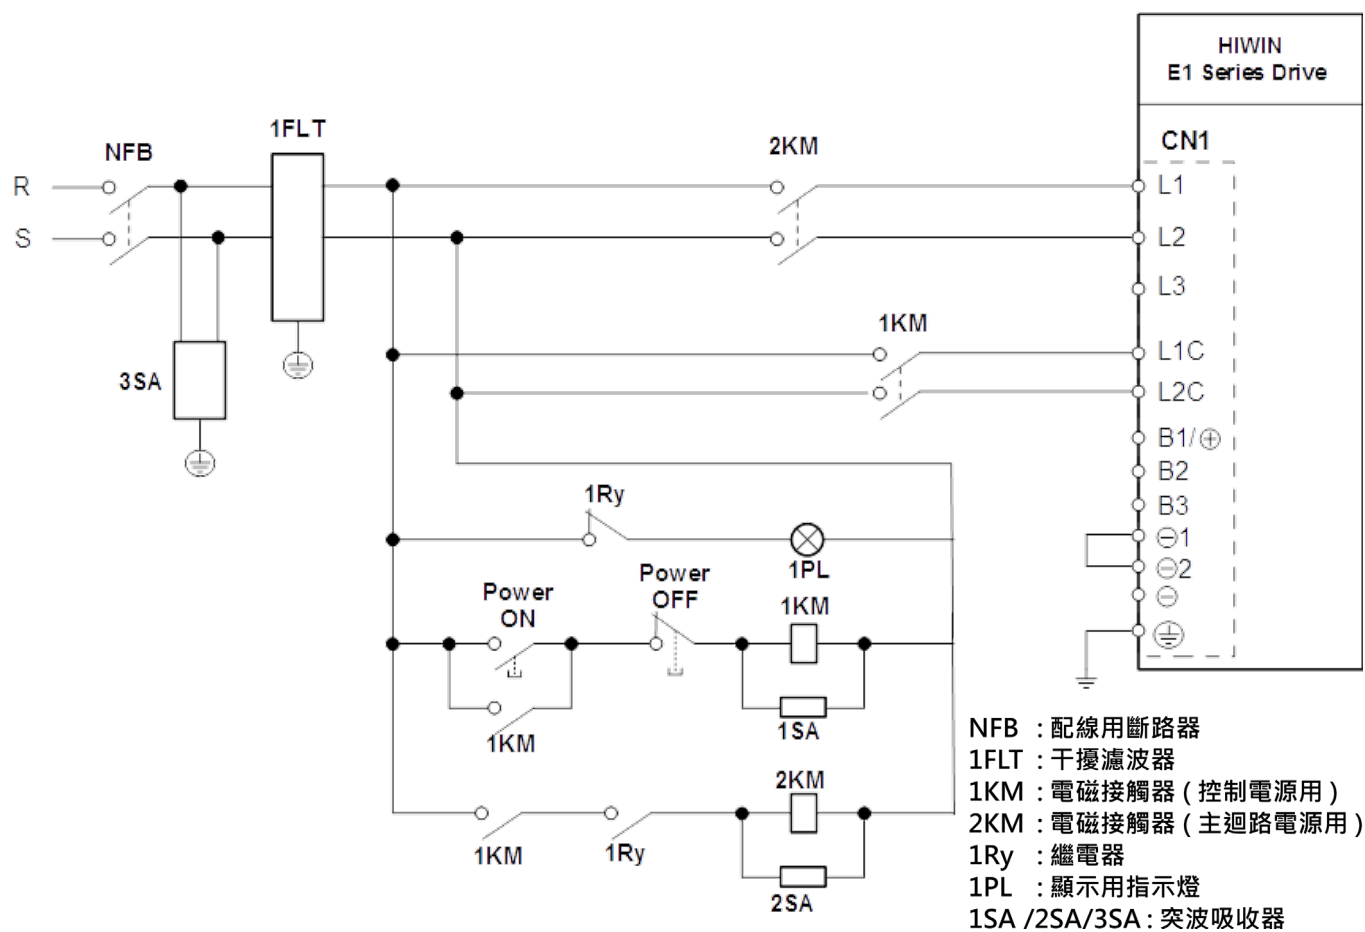 HIWIN
E1 Series Drive
CN1
1FLT
NFB
2KM
R
L1
S
L2
L3
1KM
L1C
3SA
L2C
B1/⊕
B2
1Ry
B3
⊖1
1PL
⊖2
Power
ON
Power
OFF
1KM
⊖
1KM
1SA
2KM
1KM
1Ry
2SA
NFB : 配線用斷路器
1FLT : 干擾濾波器
1KM : 電磁接觸器 ( 控制電源用 )
2KM : 電磁接觸器 ( 主迴路電源用 )
1Ry : 繼電器
1PL : 顯示用指示燈
1SA /2SA/3SA : 突波吸收器